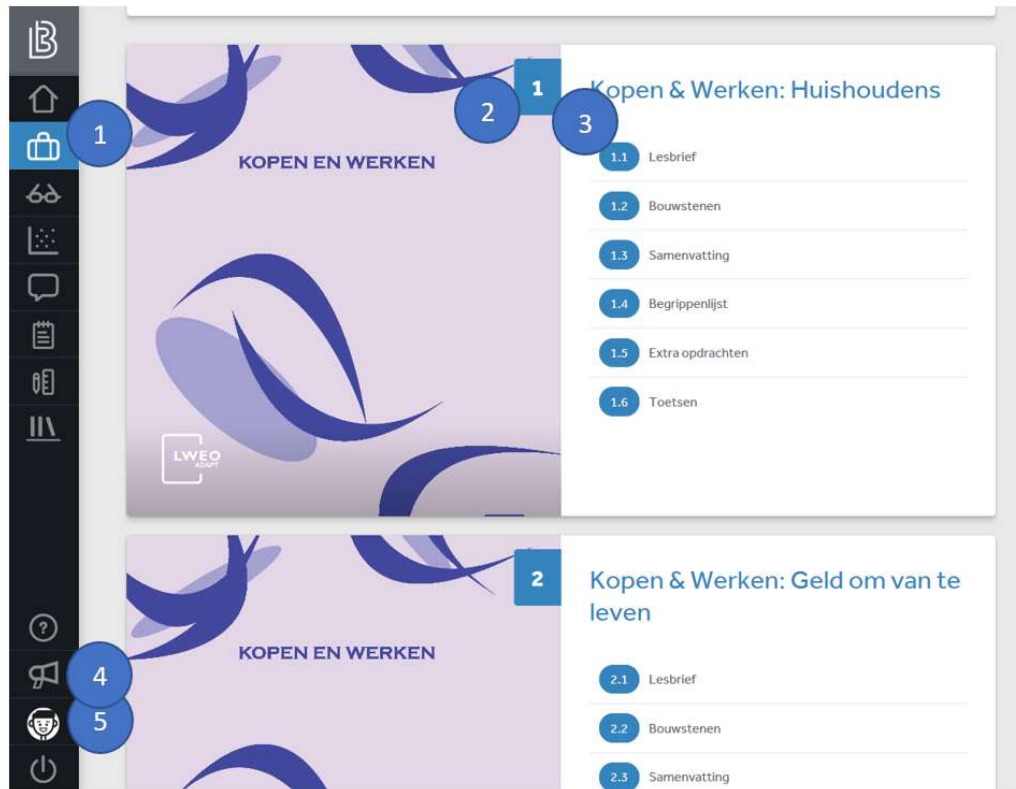 1
2
3
4
5
KOPEN EN WERKEN
LWEO
ADAPT
1
Kopen & Werken: Huishoudens
1.1 Lesbrief
1.2 Bouwstenen
1.3 Samenvatting
1.4 Begrippenlijst
1.5 Extra opdrachten
1.6 Toetsen
KOPEN EN WERKEN
2
Kopen & Werken: Geld om van te
leven
2.1 Lesbrief
2.2 Bouwstenen
2.3 Samenvatting
?